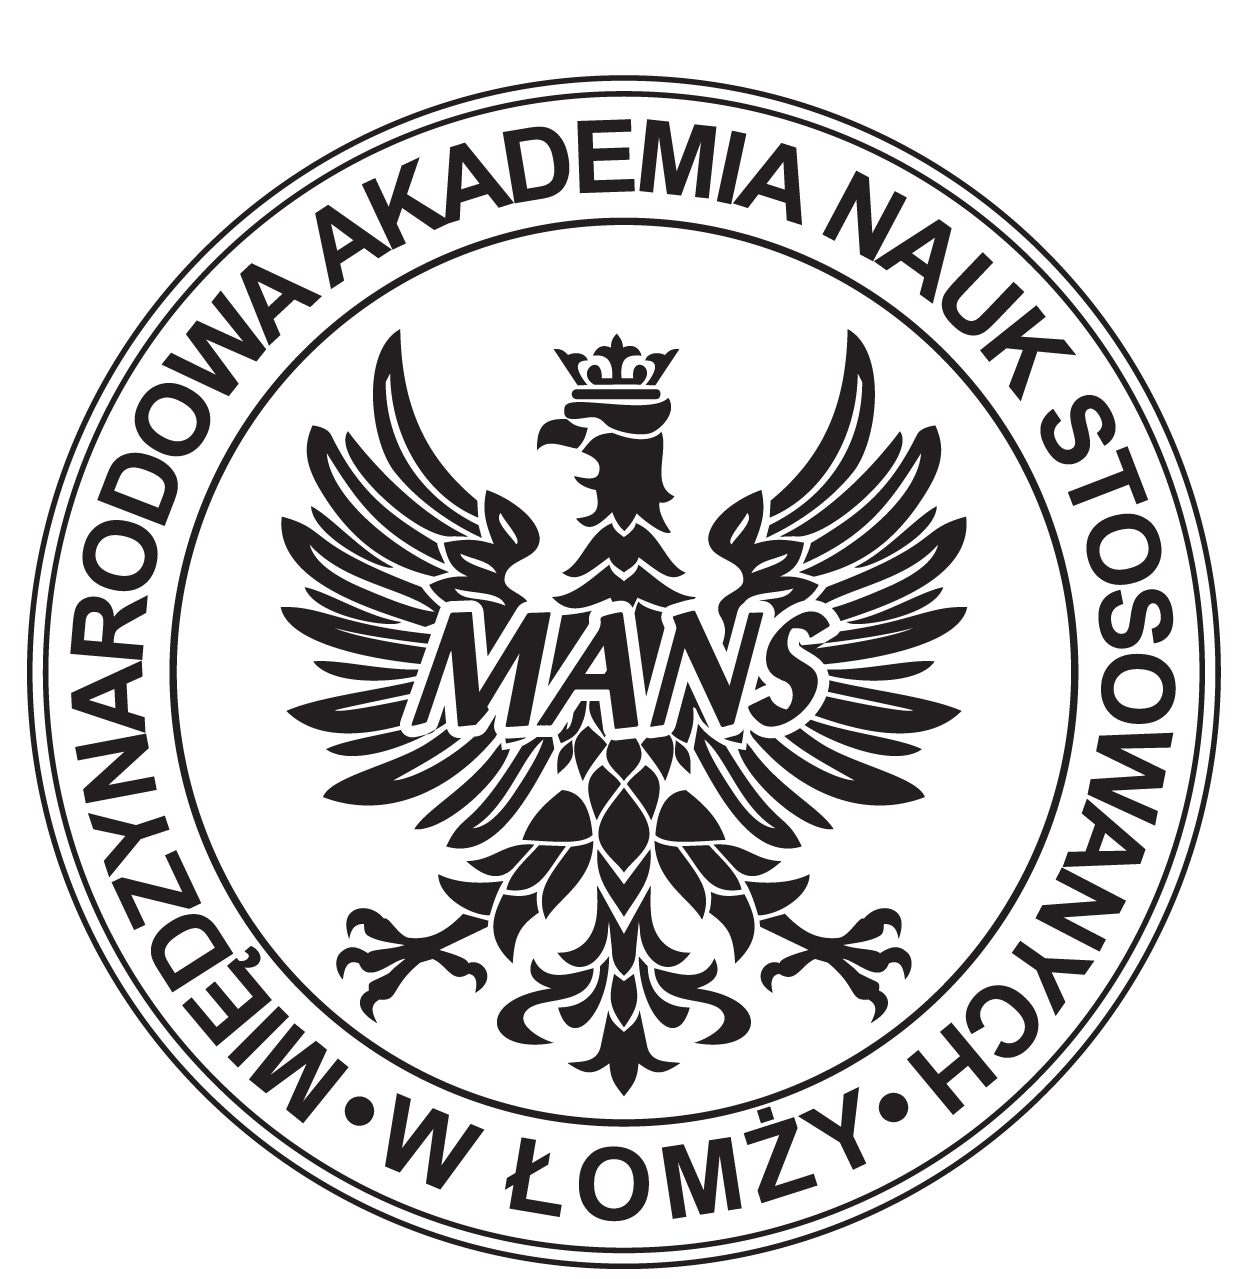 MIĘDZYNARODOWA AKADEMIA NAUK STOSOWANYCH
• W ŁOMŻY •
MANS